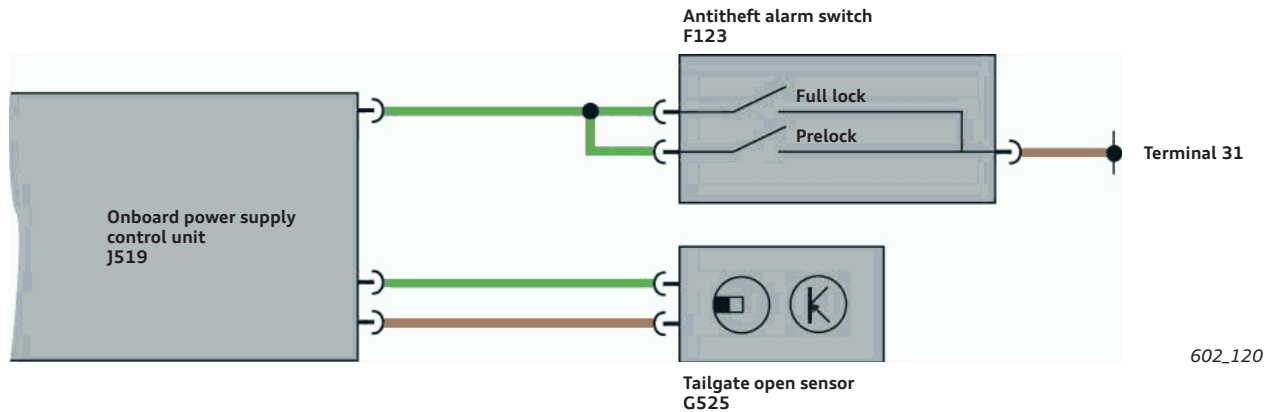 Antitheft alarm switch
F123
Full lock
Prelock
Terminal 31
Onboard power supply
control unit
J519
602_120
Tailgate open sensor
G525